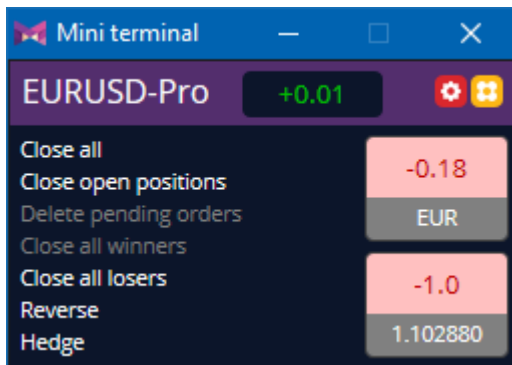 Mini terminal
EURUSD-Pro +0.01
Close all
Close open positions
Delete pending orders
Close all winners
Close all losers
Reverse
Hedge
-0.18
EUR
-1.0
1.102880